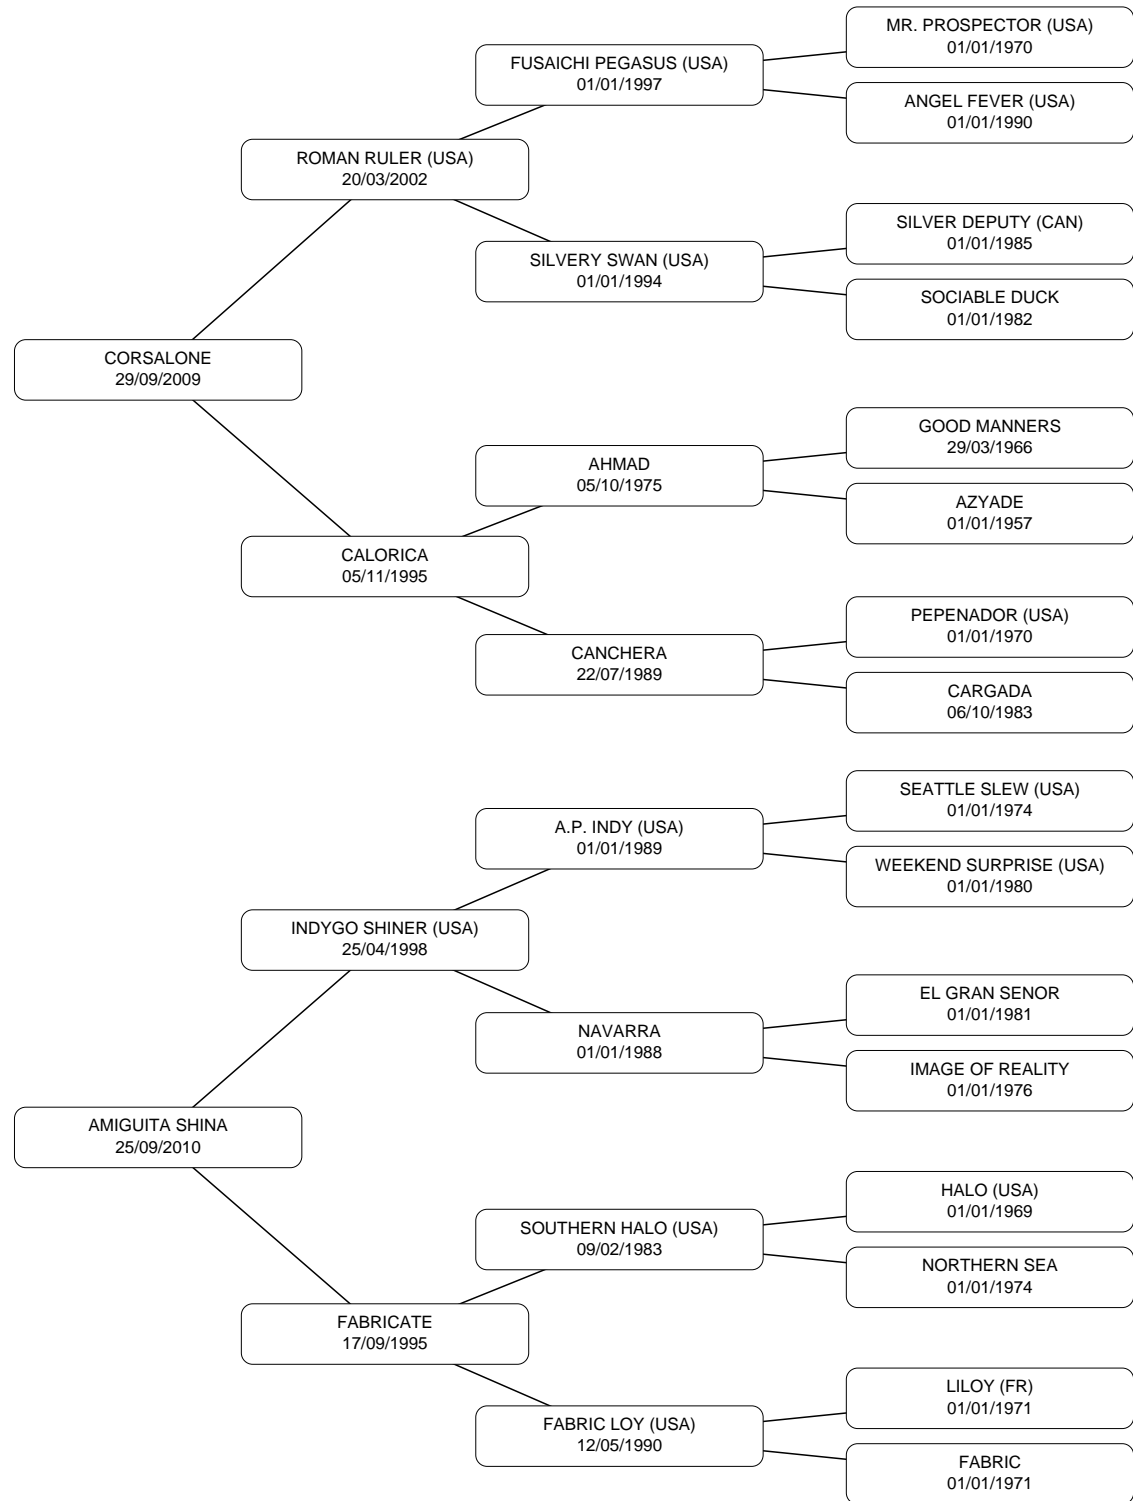 MR. PROSPECTOR (USA)
01/01/1970
FUSAICHI PEGASUS (USA)
01/01/1997
ANGEL FEVER (USA)
01/01/1990
ROMAN RULER (USA)
20/03/2002
SILVER DEPUTY (CAN)
01/01/1985
SILVERY SWAN (USA)
01/01/1994
SOCIABLE DUCK
01/01/1982
CORSALONE
29/09/2009
GOOD MANNERS
29/03/1966
AHMAD
05/10/1975
AZYADE
01/01/1957
CALORICA
05/11/1995
PEPENADOR (USA)
01/01/1970
CANCHERA
22/07/1989
CARGADA
06/10/1983
SEATTLE SLEW (USA)
01/01/1974
A.P. INDY (USA)
01/01/1989
WEEKEND SURPRISE (USA)
01/01/1980
INDYGO SHINER (USA)
25/04/1998
EL GRAN SENOR
01/01/1981
NAVARRA
01/01/1988
IMAGE OF REALITY
01/01/1976
AMIGUITA SHINA
25/09/2010
HALO (USA)
01/01/1969
SOUTHERN HALO (USA)
09/02/1983
NORTHERN SEA
01/01/1974
FABRICATE
17/09/1995
LILOY (FR)
01/01/1971
FABRIC LOY (USA)
12/05/1990
FABRIC
01/01/1971